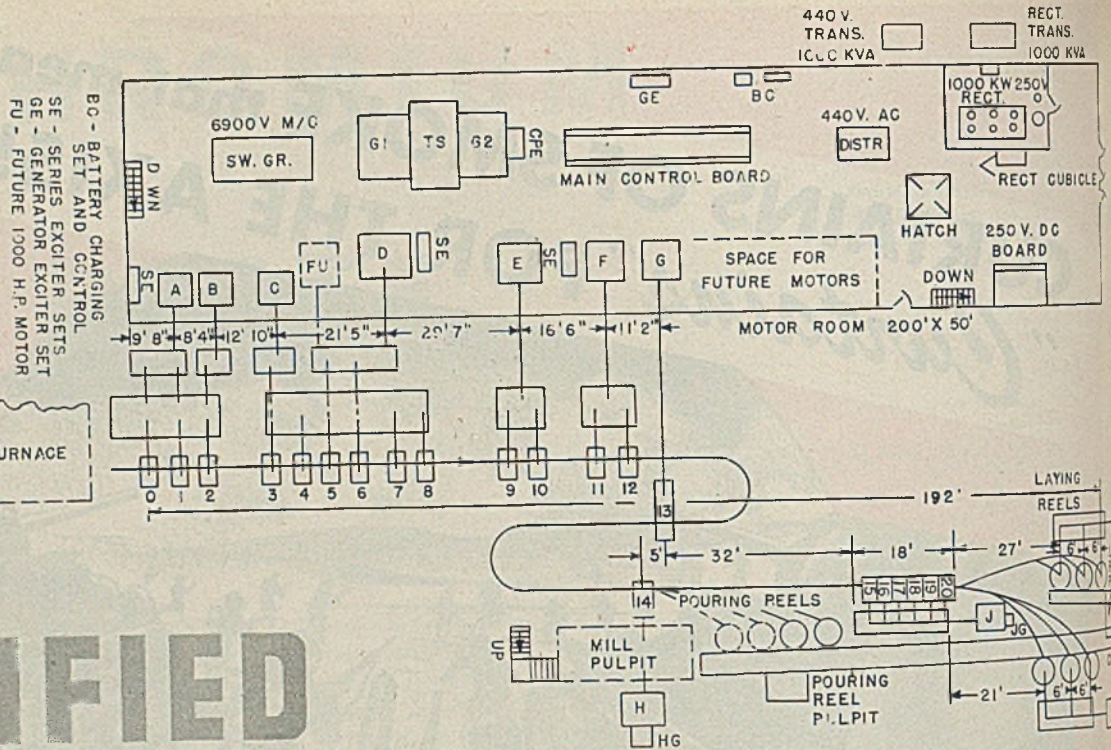 440 V.
TRANS.
1000 KVA
RECT.
TRANS.
1000 KVA
GE
BC
1000 KW 250V
RECT.
6900V M/G
SW. GR.
G1
TS
G2
CPE
MAIN CONTROL BOARD
440V. AC
DISTR
RECT CUBICLE
HATCH
250 V. DC
BOARD
BC - BATTERY CHARGING
SET AND CONTROL
SE - SERIES EXCITER SETS
GE - GENERATOR EXCITER SET
FU - FUTURE 1000 H.P. MOTOR
D WN
SE
A
B
C
FU
D
SE
E
SE
F
G
SPACE FOR
FUTURE MOTORS
DOWN
9' 8"
8'4"
12' 10"
21' 5"
29' 7"
16' 6"
11' 2"
MOTOR ROOM 200' X 50'
URNACE
0
1
2
3
4
5
6
7
8
9
10
11
12
13
192'
LAYING
REELS
5'
32'
18'
27'
6'
6'
14
POURING REELS
15
16
17
18
19
20
J
JG
UP
MILL
PULPIT
POURING
REEL
PULPIT
21'
6'
6'
H
HG
IFIED